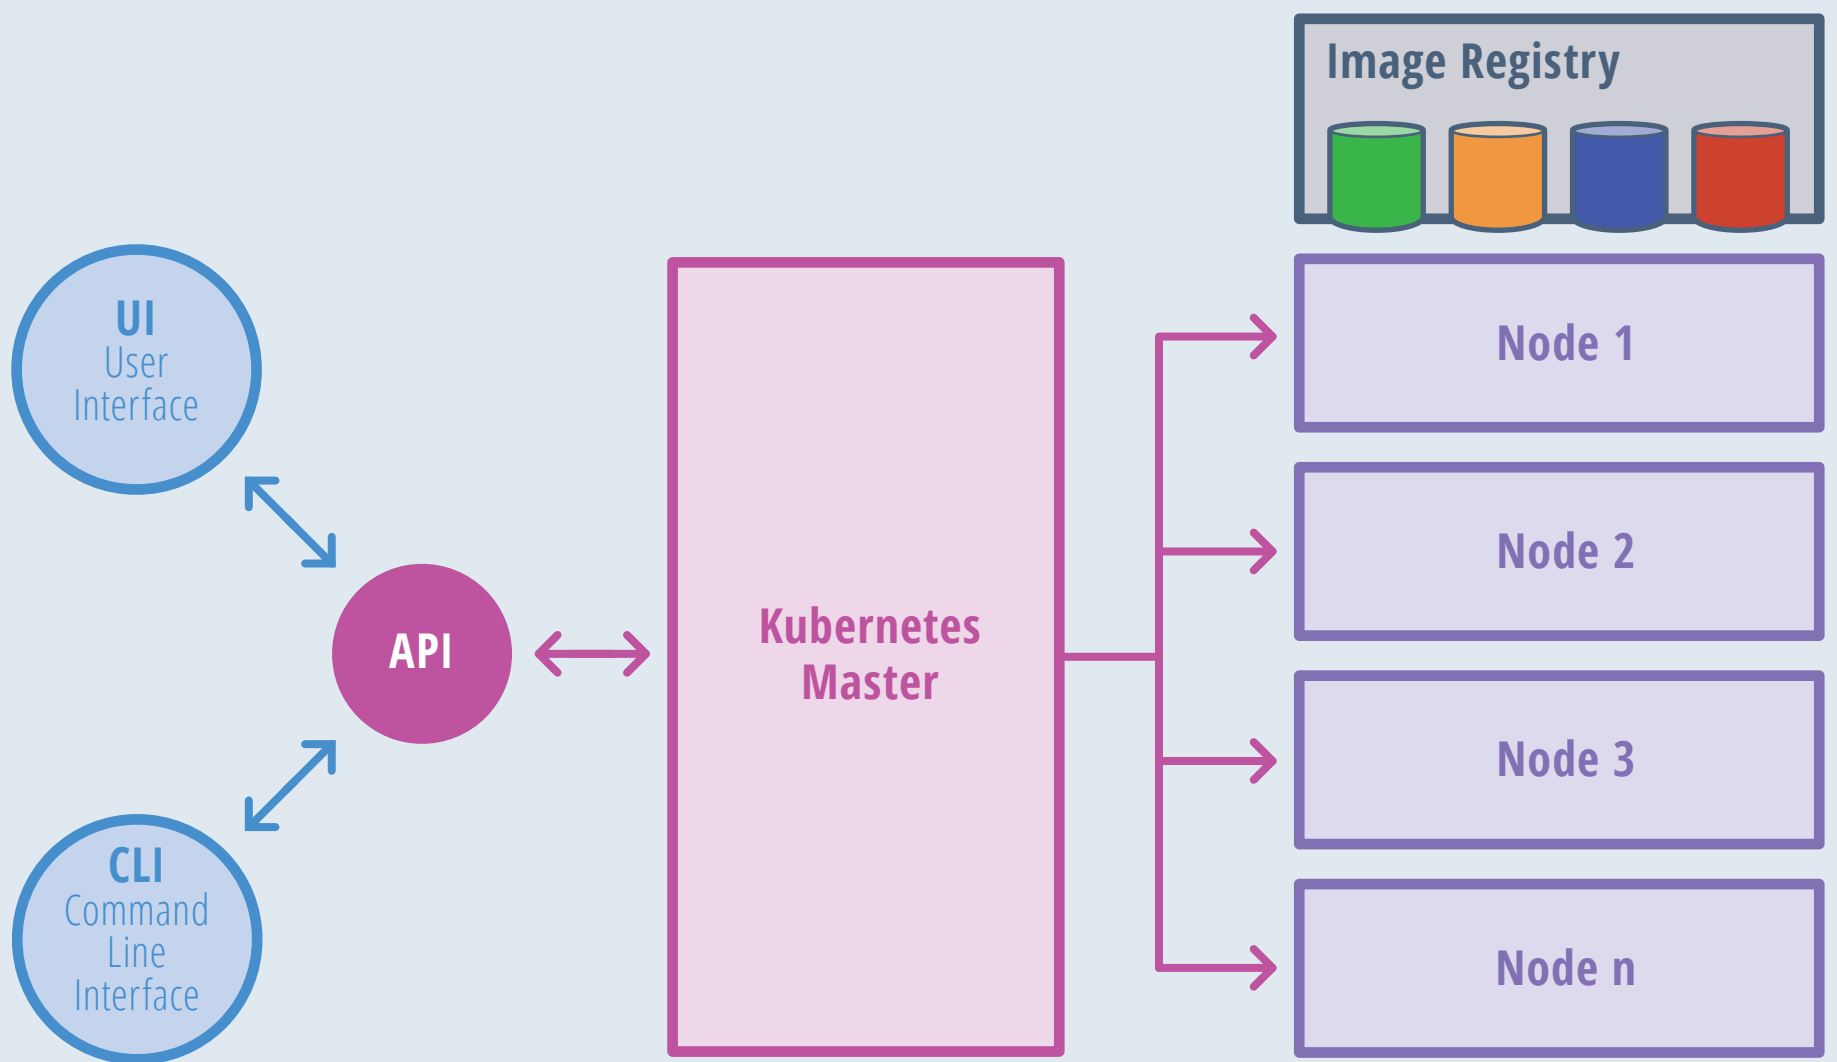 Image Registry
UI
User
Interface
Node 1
Node 2
API
Kubernetes
Master
Node 3
CLI
Command
Line
Interface
Node n